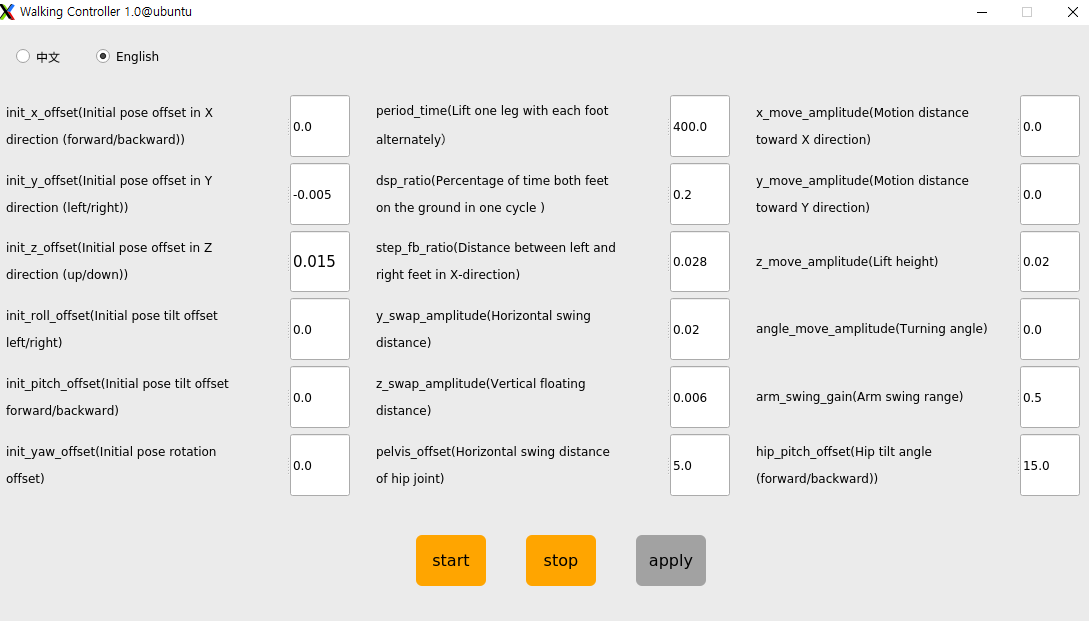 Walking Controller 1.0@ubuntu
中文
English
init_x_offset(Initial pose offset in X
direction (forward/backward))
0.0
period_time(Lift one leg with each foot
alternately）
400.0
x_move_amplitude(Motion distance
toward X direction)
0.0
init_y_offset(Initial pose offset in Y
direction (left/right))
-0.005
dsp_ratio(Percentage of time both feet
on the ground in one cycle )
0.2
y_move_amplitude(Motion distance
toward Y direction)
0.0
init_z_offset(Initial pose offset in Z
direction (up/down))
0.015
step_fb_ratio(Distance between left and
right feet in X-direction)
0.028
z_move_amplitude(Lift height)
0.02
init_roll_offset(Initial pose tilt offset
left/right)
0.0
y_swap_amplitude(Horizontal swing
distance)
0.02
angle_move_amplitude(Turning angle)
0.0
init_pitch_offset(Initial pose tilt offset
forward/backward)
0.0
z_swap_amplitude(Vertical floating
distance)
0.006
arm_swing_gain(Arm swing range)
0.5
init_yaw_offset(Initial pose rotation
offset)
0.0
pelvis_offset(Horizontal swing distance
of hip joint)
5.0
hip_pitch_offset(Hip tilt angle
(forward/backward))
15.0
start
stop
apply